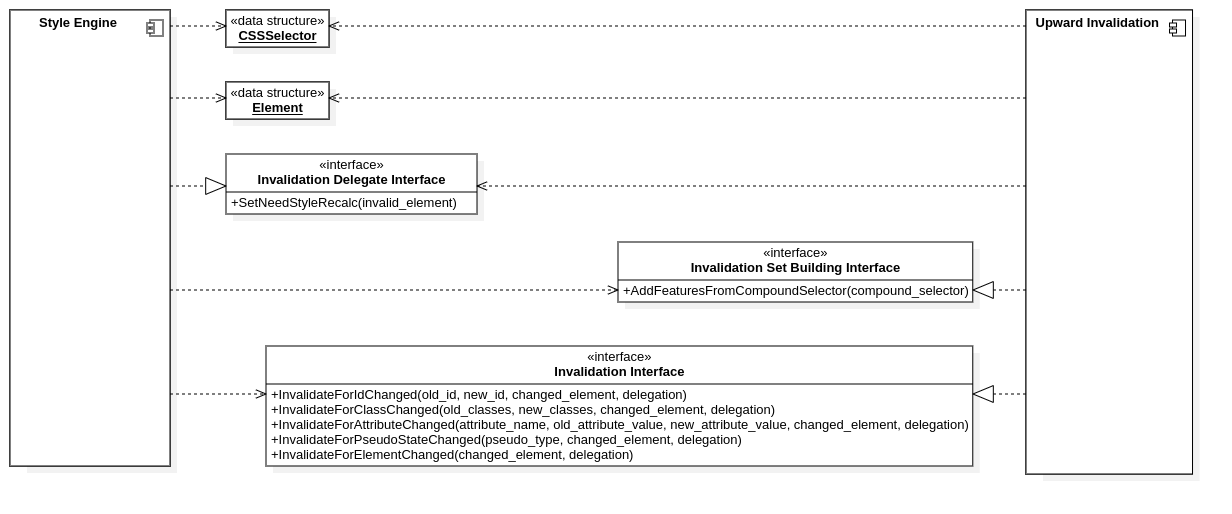 Style Engine
«data structure»
CSSSelector
Upward Invalidation
«data structure»
Element
«interface»
Invalidation Delegate Interface
+SetNeedStyleRecalc(invalid_element)
«interface»
Invalidation Set Building Interface
+AddFeaturesFromCompoundSelector(compound_selector)
«interface»
Invalidation Interface
+InvalidateForIdChanged(old_id, new_id, changed_element, delegation)
+InvalidateForClassChanged(old_classes, new_classes, changed_element, delegation)
+InvalidateForAttributeChanged(attribute_name, old_attribute_value, new_attribute_value, changed_element, delegation)
+InvalidateForPseudoStateChanged(pseudo_type, changed_element, delegation)
+InvalidateForElementChanged(changed_element, delegation)